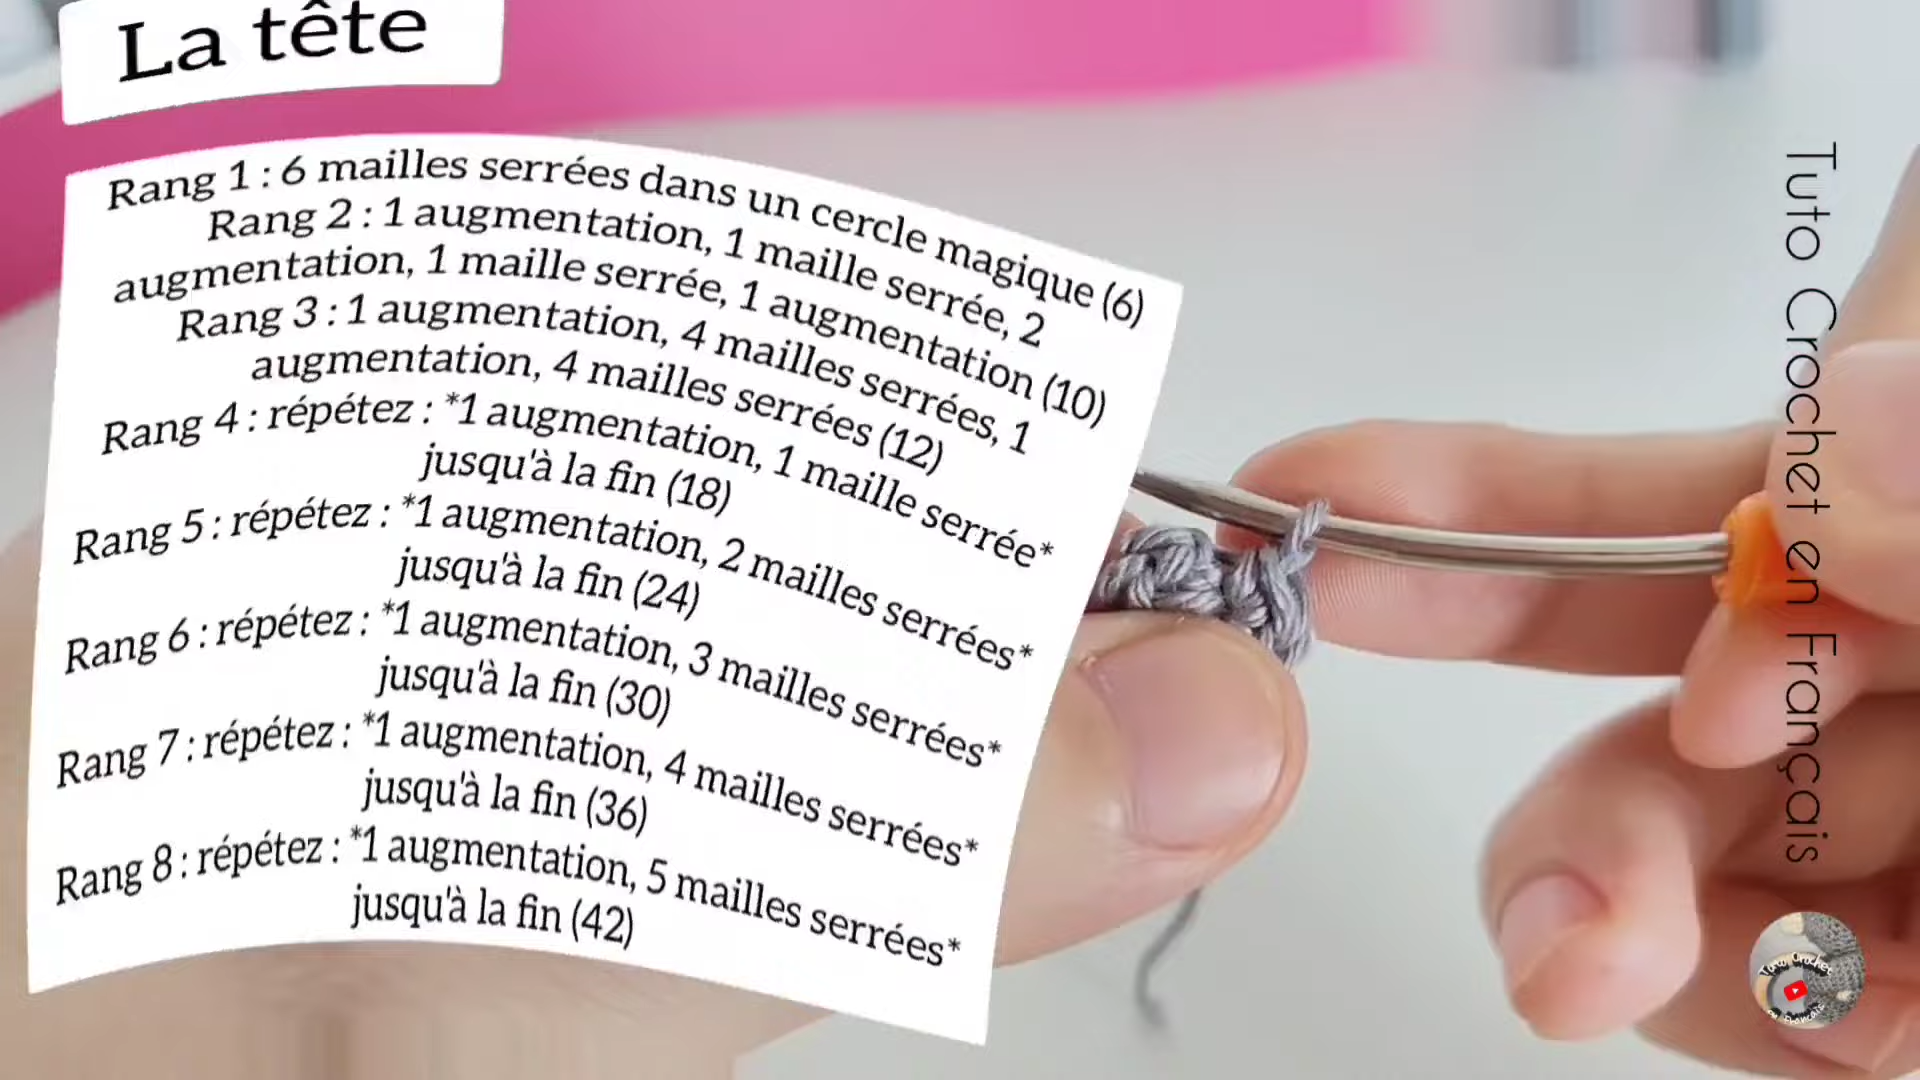 La tête
Rang 1 : 6 mailles serrées dans un cercle magique (6)
Rang 2 : 1 augmentation, 1 maille serrée, 2
augmentation, 1 maille serrée, 1 augmentation (10)
Rang 3 : 1 augmentation, 4 mailles serrées, 1
augmentation, 4 mailles serrées (12)
Rang 4 : répétez : *1 augmentation, 1 maille serrée*
jusqu'à la fin (18)
Rang 5 : répétez : *1 augmentation, 2 mailles serrées*
jusqu'à la fin (24)
Rang 6 : répétez : *1 augmentation, 3 mailles serrées*
jusqu'à la fin (30)
Rang 7 : répétez : *1 augmentation, 4 mailles serrées*
jusqu'à la fin (36)
Rang 8 : répétez : *1 augmentation, 5 mailles serrées*
jusqu'à la fin (42)
Tuto Crochet en Français
Crochet
en Français